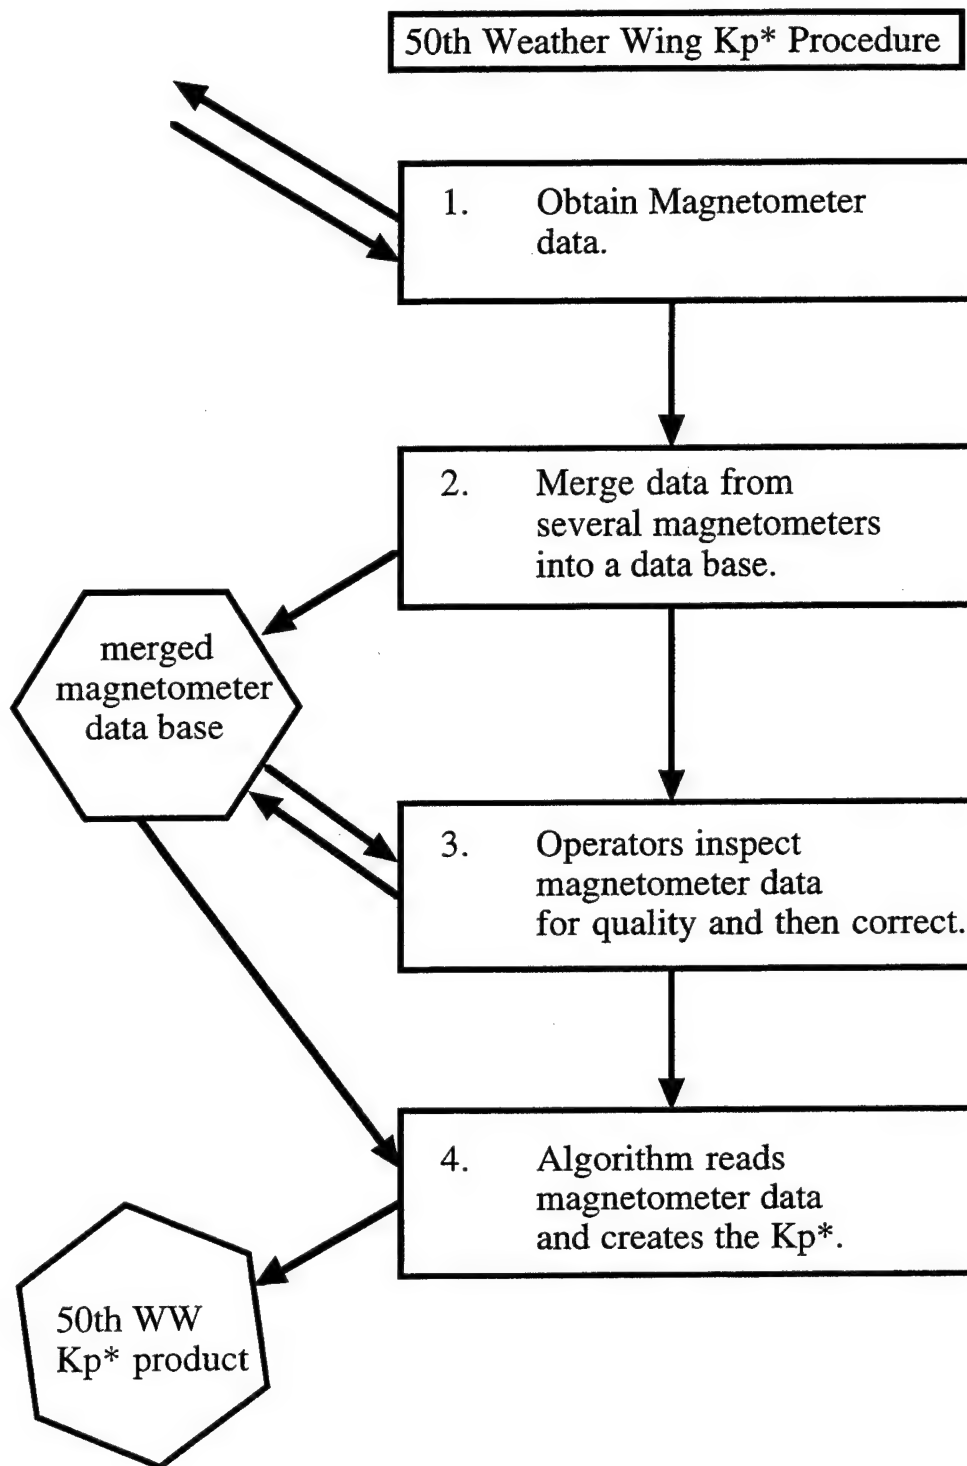 50th Weather Wing Kp* Procedure
1. Obtain Magnetometer
data.
2. Merge data from
several magnetometers
into a data base.
merged
magnetometer
data base
3. Operators inspect
magnetometer data
for quality and then correct.
4. Algorithm reads
magnetometer data
and creates the Kp*.
50th WW
Kp* product